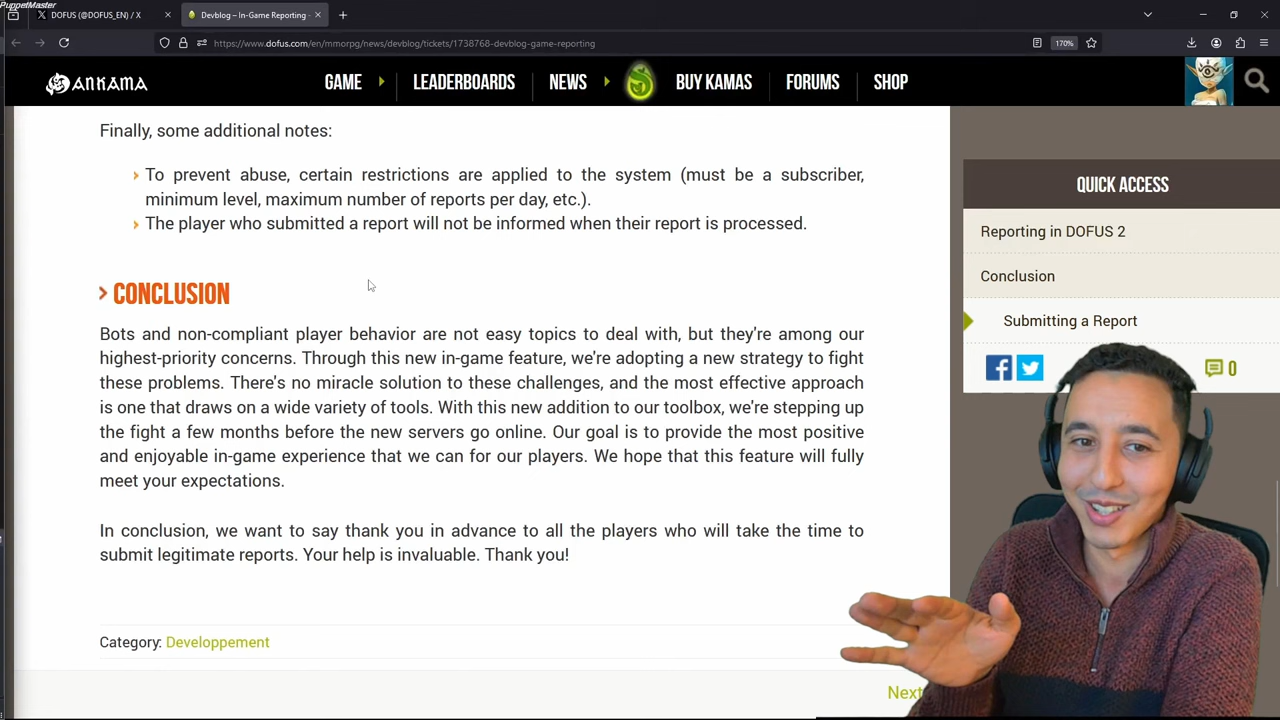 PuppetMaster
DOFUS (@DOFUS_EN) / X
Devblog – In-Game Reporting -
https://www.dofus.com/en/mmorpg/news/devblog/tickets/1738768-devblog-game-reporting
170%
ANKAMA
GAME
LEADERBOARDS
NEWS
BUY KAMAS
FORUMS
SHOP
Finally, some additional notes:
To prevent abuse, certain restrictions are applied to the system (must be a subscriber,
minimum level, maximum number of reports per day, etc.).
The player who submitted a report will not be informed when their report is processed.
CONCLUSION
Bots and non-compliant player behavior are not easy topics to deal with, but they're among our
highest-priority concerns. Through this new in-game feature, we're adopting a new strategy to fight
these problems. There's no miracle solution to these challenges, and the most effective approach
is one that draws on a wide variety of tools. With this new addition to our toolbox, we're stepping up
the fight a few months before the new servers go online. Our goal is to provide the most positive
and enjoyable in-game experience that we can for our players. We hope that this feature will fully
meet your expectations.
In conclusion, we want to say thank you in advance to all the players who will take the time to
submit legitimate reports. Your help is invaluable. Thank you!
Category: Developpement
Next
QUICK ACCESS
Reporting in DOFUS 2
Conclusion
Submitting a Report
0